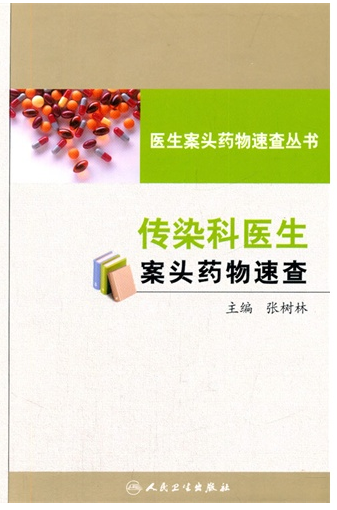 医生案头药物速查丛书
传染科医生
案头药物速查
主编 张树林
人民卫生出版社